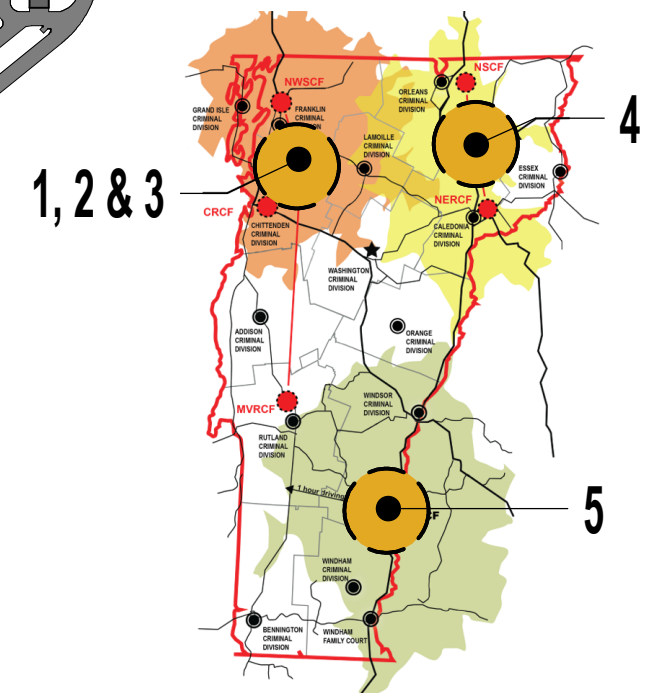 NSCF
NWSCF
ORLEANS
CRIMINAL
DIVISION
GRAND ISLE
CRIMINAL
DIVISION
FRANKLIN
CRIMINAL
4
LAMOILLE
CRIMINAL
DIVISION
ESSEX
CRIMINAL
DIVISION
1, 2 & 3
CRCF
NERCF
CHITTENDEN
CRIMINAL
DIVISION
CALEDONIA
CRIMINAL
DIVISION
WASHINGTON
CRIMINAL
DIVISION
ADDISON
CRIMINAL
DIVISION
ORANGE
CRIMINAL
DIVISION
MVRCF
WINDSOR
CRIMINAL
DIVISION
RUTLAND
CRIMINAL
DIVISION
1 hour driving
CF
5
WINDHAM
CRIMINAL
DIVISION
BENNINGTON
CRIMINAL
DIVISION
WINDHAM
FAMILY COURT